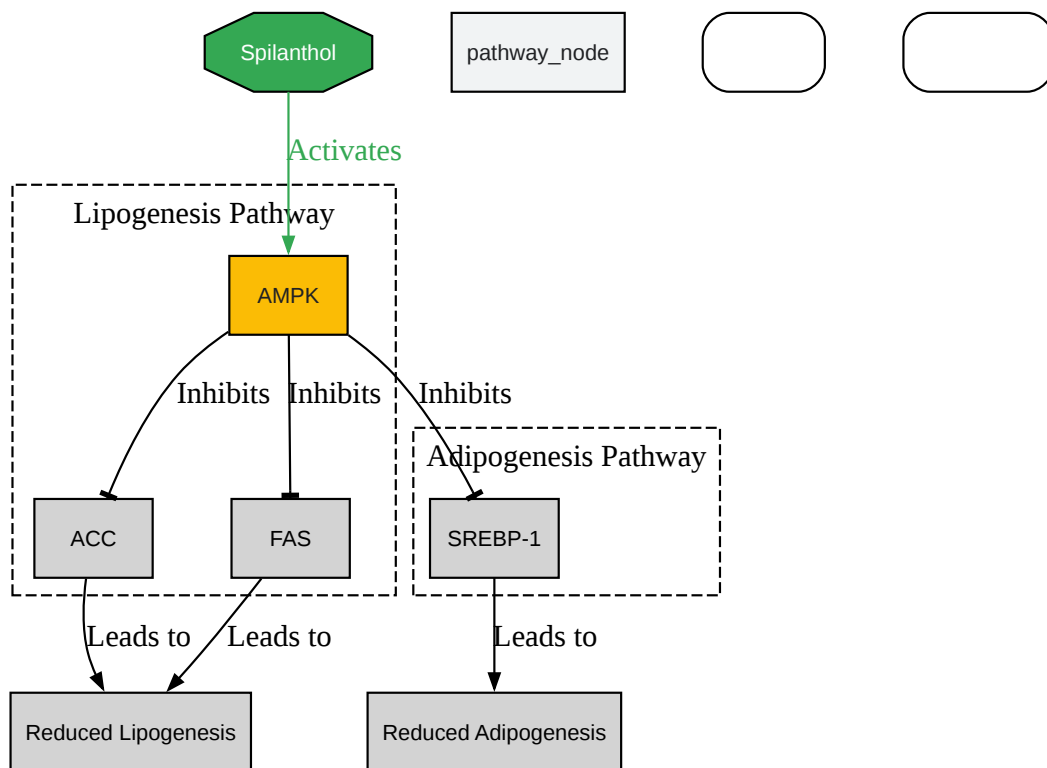 Spilanthol
pathway_node
Activates
Lipogenesis Pathway
AMPK
Inhibits
Inhibits
Inhibits
Adipogenesis Pathway
ACC
FAS
SREBP-1
Leads to
Leads to
Leads to
Reduced Lipogenesis
Reduced Adipogenesis